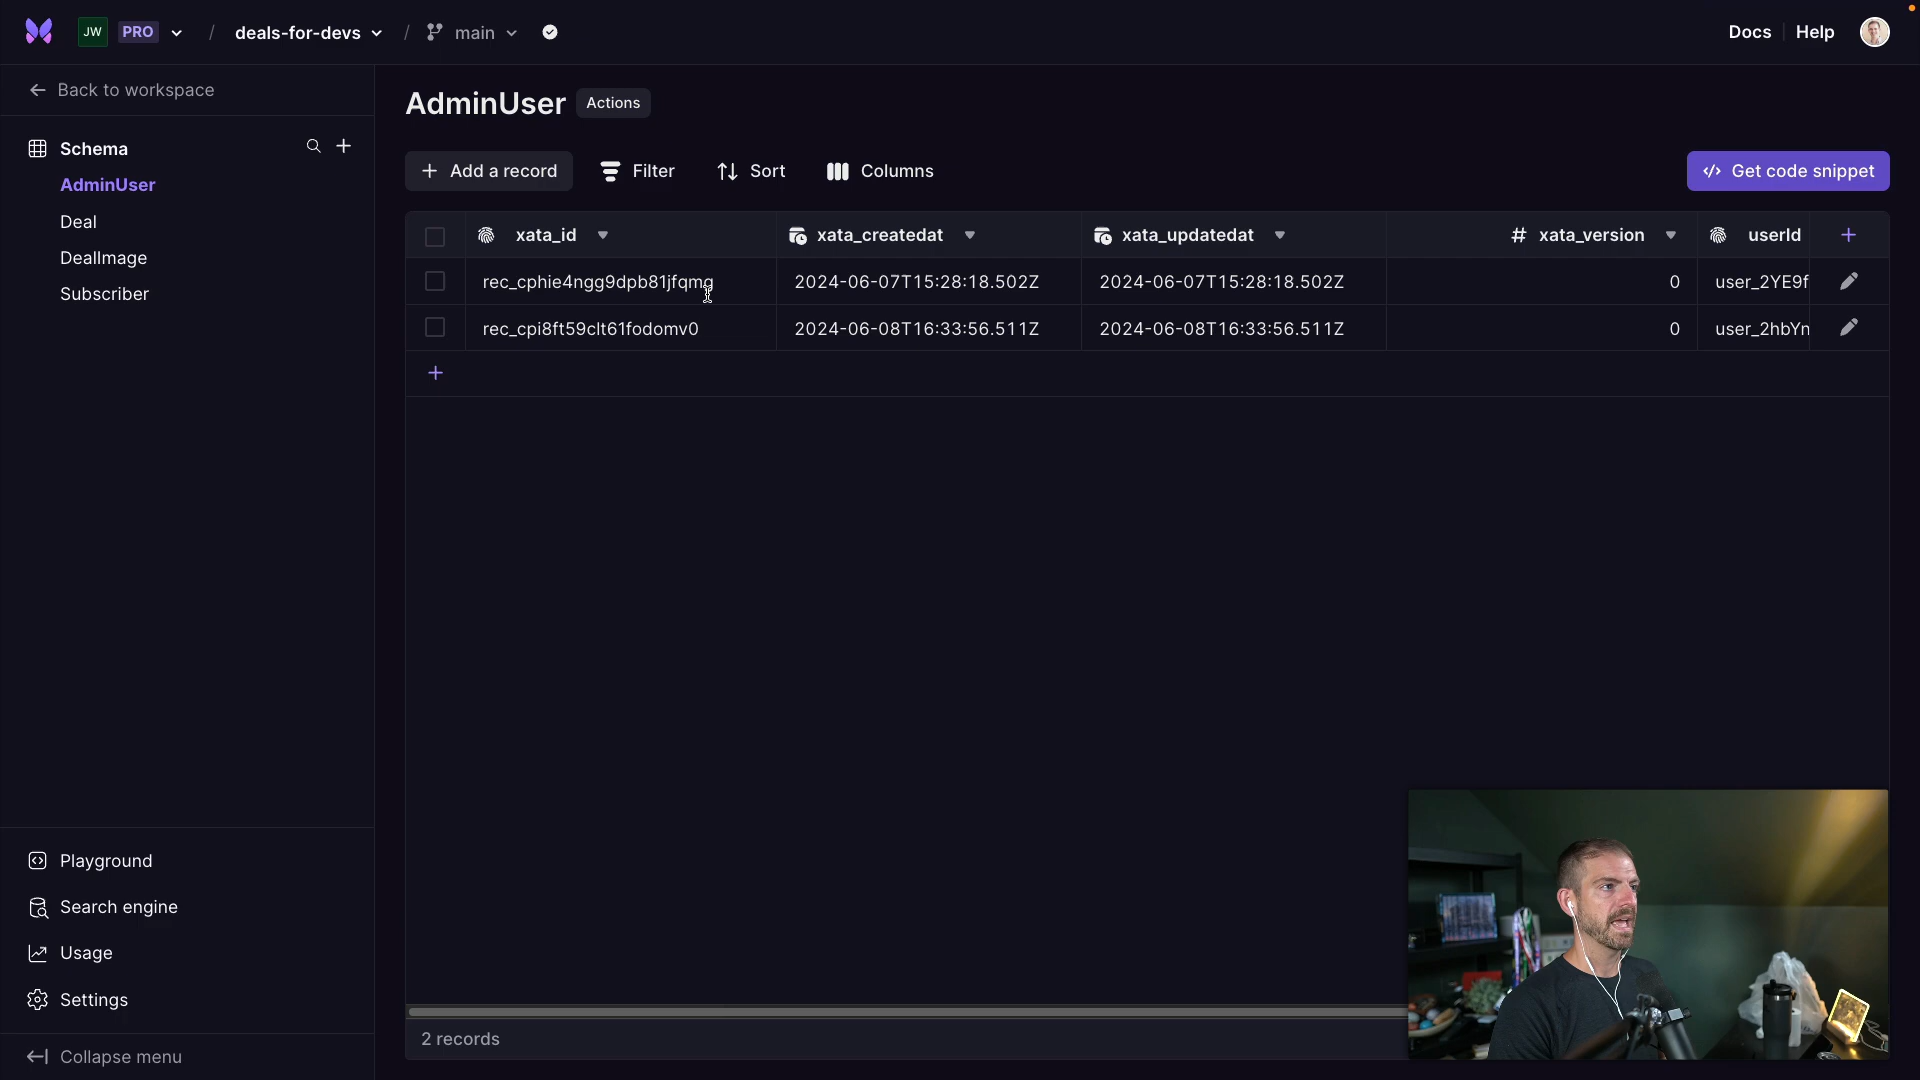 JW PRO / deals-for-devs / main Docs Help
Back to workspace
Schema
AdminUser
Deal
DealImage
Subscriber
Playground
Search engine
Usage
Settings
Collapse menu
AdminUser Actions
Add a record Filter Sort Columns Get code snippet
xata_id xata_createdat xata_updatedat # xata_version userId
rec_cphie4ngg9dpb81jfqmg 2024-06-07T15:28:18.502Z 2024-06-07T15:28:18.502Z 0 user_2YE9f
rec_cpi8ft59clt61fodomv0 2024-06-08T16:33:56.511Z 2024-06-08T16:33:56.511Z 0 user_2hbYn
2 records